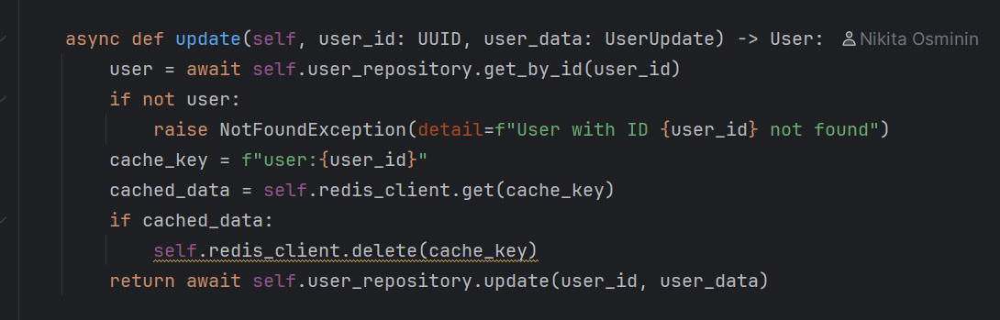 async def update(self, user_id: UUID, user_data: UserUpdate) -> User: Nikita Osminin
user = await self.user_repository.get_by_id(user_id)
if not user:
raise NotFoundException(detail=f"User with ID {user_id} not found")
cache_key = f"user:{user_id}"
cached_data = self.redis_client.get(cache_key)
if cached_data:
self.redis_client.delete(cache_key)
return await self.user_repository.update(user_id, user_data)